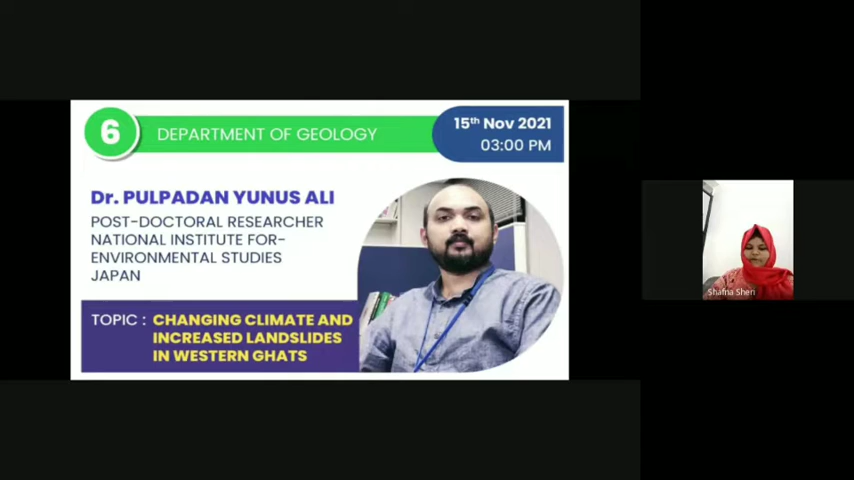 6
DEPARTMENT OF GEOLOGY
15th Nov 2021
03:00 PM
Dr. PULPADAN YUNUS ALI
POST-DOCTORAL RESEARCHER
NATIONAL INSTITUTE FOR-
ENVIRONMENTAL STUDIES
JAPAN
TOPIC : CHANGING CLIMATE AND
INCREASED LANDSLIDES
IN WESTERN GHATS
Shafna Sheri